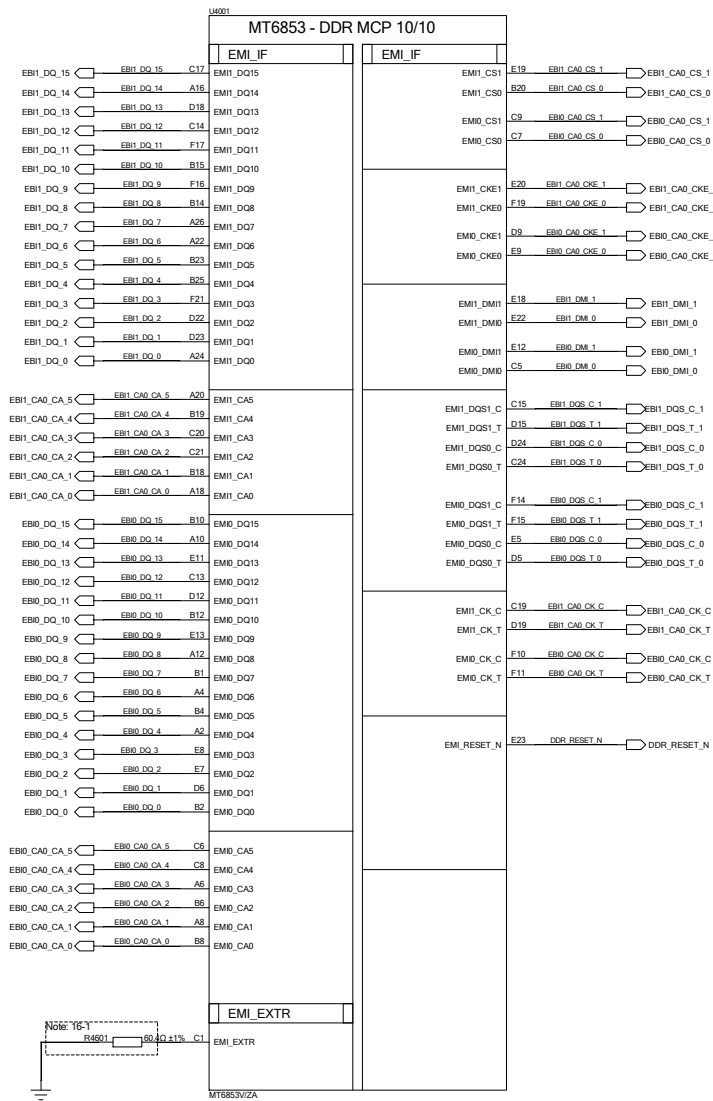 U4001
MT6853 - DDR MCP 10/10
EMI_IF EMI_IF
EBI1_DQ_15 EBI1_DQ_15 C17 EMI1_DQ15
EBI1_DQ_14 EBI1_DQ_14 A16 EMI1_DQ14
EBI1_DQ_13 EBI1_DQ_13 D18 EMI1_DQ13
EBI1_DQ_12 EBI1_DQ_12 C14 EMI1_DQ12
EBI1_DQ_11 EBI1_DQ_11 F17 EMI1_DQ11
EBI1_DQ_10 EBI1_DQ_10 B15 EMI1_DQ10
EBI1_DQ_9 EBI1_DQ_9 F16 EMI1_DQ9
EBI1_DQ_8 EBI1_DQ_8 B14 EMI1_DQ8
EBI1_DQ_7 EBI1_DQ_7 A26 EMI1_DQ7
EBI1_DQ_6 EBI1_DQ_6 A22 EMI1_DQ6
EBI1_DQ_5 EBI1_DQ_5 B23 EMI1_DQ5
EBI1_DQ_4 EBI1_DQ_4 B25 EMI1_DQ4
EBI1_DQ_3 EBI1_DQ_3 F21 EMI1_DQ3
EBI1_DQ_2 EBI1_DQ_2 D22 EMI1_DQ2
EBI1_DQ_1 EBI1_DQ_1 D23 EMI1_DQ1
EBI1_DQ_0 EBI1_DQ_0 A24 EMI1_DQ0
EBI1_CA0_CA_5 EBI1_CA0_CA_5 A20 EMI1_CA5
EBI1_CA0_CA_4 EBI1_CA0_CA_4 B19 EMI1_CA4
EBI1_CA0_CA_3 EBI1_CA0_CA_3 C20 EMI1_CA3
EBI1_CA0_CA_2 EBI1_CA0_CA_2 C21 EMI1_CA2
EBI1_CA0_CA_1 EBI1_CA0_CA_1 B18 EMI1_CA1
EBI1_CA0_CA_0 EBI1_CA0_CA_0 A18 EMI1_CA0
EBI0_DQ_15 EBI0_DQ_15 B10 EMI0_DQ15
EBI0_DQ_14 EBI0_DQ_14 A10 EMI0_DQ14
EBI0_DQ_13 EBI0_DQ_13 E11 EMI0_DQ13
EBI0_DQ_12 EBI0_DQ_12 C13 EMI0_DQ12
EBI0_DQ_11 EBI0_DQ_11 D12 EMI0_DQ11
EBI0_DQ_10 EBI0_DQ_10 B12 EMI0_DQ10
EBI0_DQ_9 EBI0_DQ_9 E13 EMI0_DQ9
EBI0_DQ_8 EBI0_DQ_8 A12 EMI0_DQ8
EBI0_DQ_7 EBI0_DQ_7 B1 EMI0_DQ7
EBI0_DQ_6 EBI0_DQ_6 A4 EMI0_DQ6
EBI0_DQ_5 EBI0_DQ_5 B4 EMI0_DQ5
EBI0_DQ_4 EBI0_DQ_4 A2 EMI0_DQ4
EBI0_DQ_3 EBI0_DQ_3 E8 EMI0_DQ3
EBI0_DQ_2 EBI0_DQ_2 E7 EMI0_DQ2
EBI0_DQ_1 EBI0_DQ_1 D6 EMI0_DQ1
EBI0_DQ_0 EBI0_DQ_0 B2 EMI0_DQ0
EBI0_CA0_CA_5 EBI0_CA0_CA_5 C6 EMI0_CA5
EBI0_CA0_CA_4 EBI0_CA0_CA_4 C8 EMI0_CA4
EBI0_CA0_CA_3 EBI0_CA0_CA_3 A6 EMI0_CA3
EBI0_CA0_CA_2 EBI0_CA0_CA_2 B6 EMI0_CA2
EBI0_CA0_CA_1 EBI0_CA0_CA_1 A8 EMI0_CA1
EBI0_CA0_CA_0 EBI0_CA0_CA_0 B8 EMI0_CA0
EMI_EXTR
Note: 16-1
R4601 60.4Ω ±1% C1 EMI_EXTR
EMI1_CS1 E19 EBI1_CA0_CS_1 EBI1_CA0_CS_1
EMI1_CS0 B20 EBI1_CA0_CS_0 EBI1_CA0_CS_0
EMI0_CS1 C9 EBI0_CA0_CS_1 EBI0_CA0_CS_1
EMI0_CS0 C7 EBI0_CA0_CS_0 EBI0_CA0_CS_0
EMI1_CKE1 E20 EBI1_CA0_CKE_1 EBI1_CA0_CKE_
EMI1_CKE0 F19 EBI1_CA0_CKE_0 EBI1_CA0_CKE_
EMI0_CKE1 D9 EBI0_CA0_CKE_1 EBI0_CA0_CKE_
EMI0_CKE0 E9 EBI0_CA0_CKE_0 EBI0_CA0_CKE_
EMI1_DMI1 E18 EBI1_DMI_1 EBI1_DMI_1
EMI1_DMI0 E22 EBI1_DMI_0 EBI1_DMI_0
EMI0_DMI1 E12 EBI0_DMI_1 EBI0_DMI_1
EMI0_DMI0 C5 EBI0_DMI_0 EBI0_DMI_0
EMI1_DQS1_C C15 EBI1_DQS_C_1 EBI1_DQS_C_1
EMI1_DQS1_T D15 EBI1_DQS_T_1 EBI1_DQS_T_1
EMI1_DQS0_C D24 EBI1_DQS_C_0 EBI1_DQS_C_0
EMI1_DQS0_T C24 EBI1_DQS_T_0 EBI1_DQS_T_0
EMI0_DQS1_C F14 EBI0_DQS_C_1 EBI0_DQS_C_1
EMI0_DQS1_T F15 EBI0_DQS_T_1 EBI0_DQS_T_1
EMI0_DQS0_C E5 EBI0_DQS_C_0 EBI0_DQS_C_0
EMI0_DQS0_T D5 EBI0_DQS_T_0 EBI0_DQS_T_0
EMI1_CK_C C19 EBI1_CA0_CK_C EBI1_CA0_CK_C
EMI1_CK_T D19 EBI1_CA0_CK_T EBI1_CA0_CK_T
EMI0_CK_C F10 EBI0_CA0_CK_C EBI0_CA0_CK_C
EMI0_CK_T F11 EBI0_CA0_CK_T EBI0_CA0_CK_T
EMI_RESET_N E23 DDR_RESET_N DDR_RESET_N
MT6853V/ZA